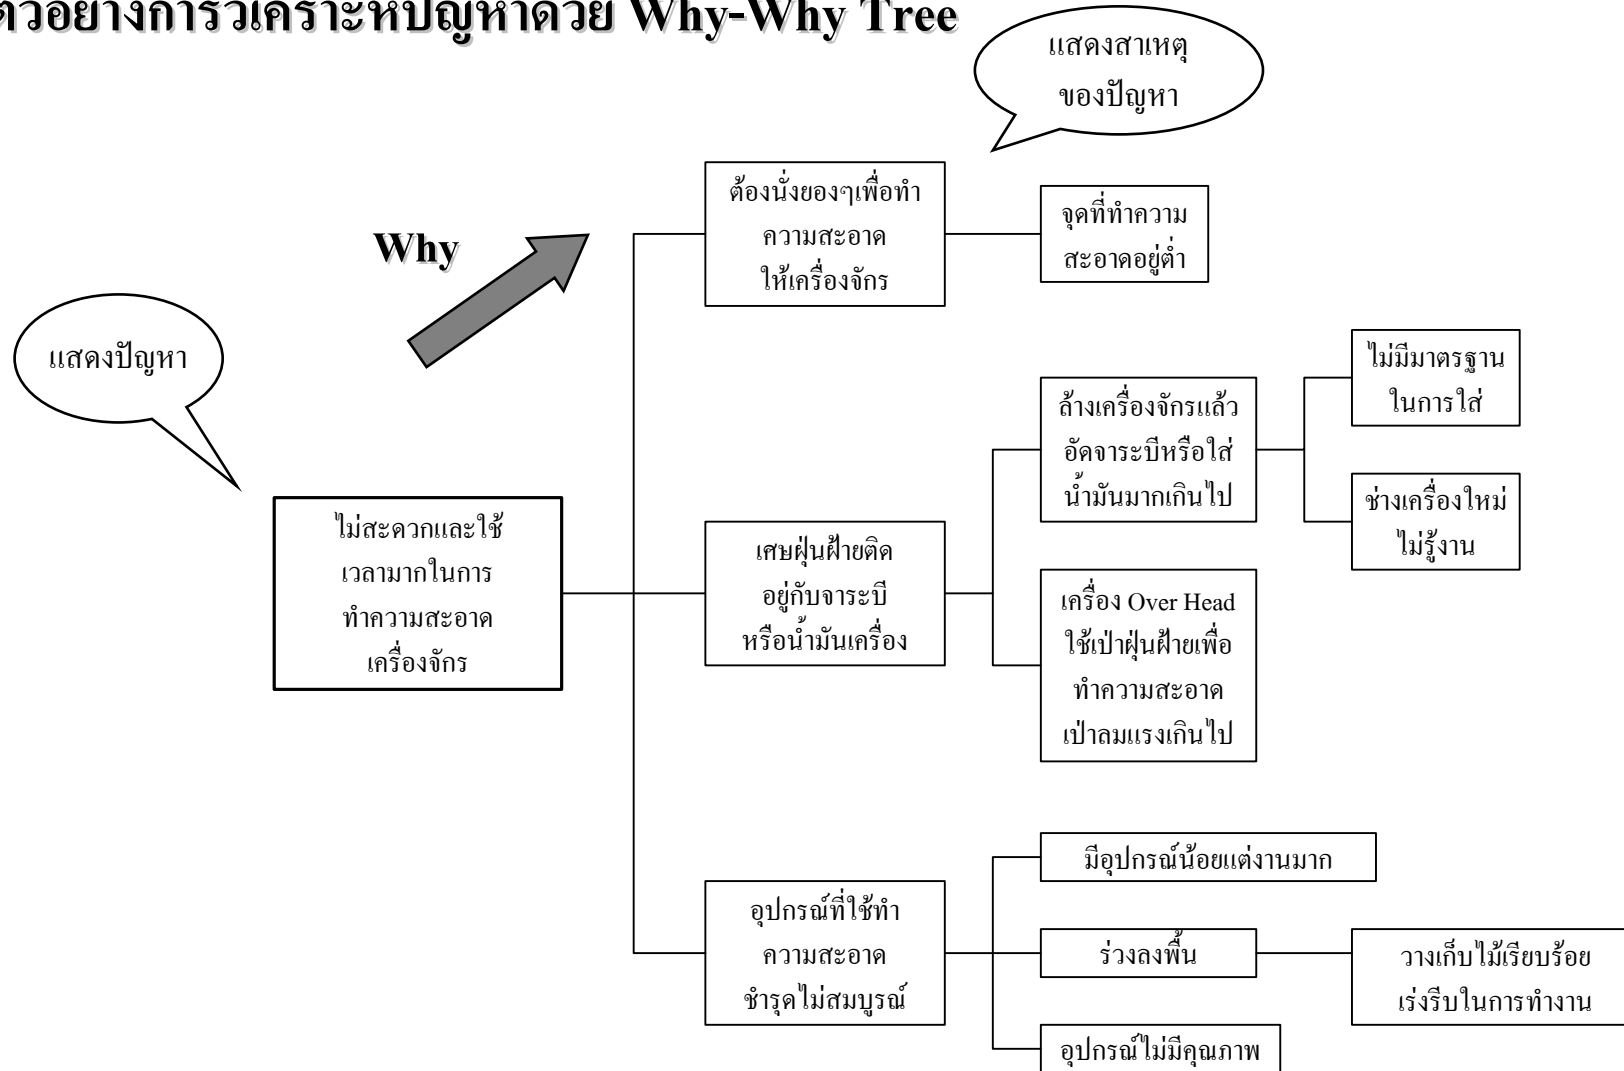 ตัวอย่างการวิเคราะห์ปัญหาด้วย Why-Why Tree
แสดงสาเหตุ
ของปัญหา
Why
แสดงปัญหา
ไม่สะดวกและใช้
เวลามากในการ
ทำความสะอาด
เครื่องจักร
ต้องนั่งของๆเพื่อทำ
ความสะอาด
ให้เครื่องจักร
จุดที่ทำความ
สะอาดอยู่ต่ำ
เศษฝุ่นฝ้ายติด
อยู่กับจาระบี
หรือน้ำมันเครื่อง
ล้างเครื่องจักรแล้ว
อัดจาระบีหรือใส่
น้ำมันมากเกินไป
ไม่มีมาตรฐาน
ในการใส่
ช่างเครื่องใหม่
ไม่รู้งาน
เครื่อง Over Head
ใช้เป่าฝุ่นฝ้ายเพื่อ
ทำความสะอาด
เป่าลมแรงเกินไป
อุปกรณ์ที่ใช้ทำ
ความสะอาด
ชำรุดไม่สมบูรณ์
มีอุปกรณ์น้อยแต่งานมาก
ร่วงลงพื้น
วางเก็บไม้เรียบร้อย
เร่งรีบในการทำงาน
อุปกรณ์ไม่มีคุณภาพ